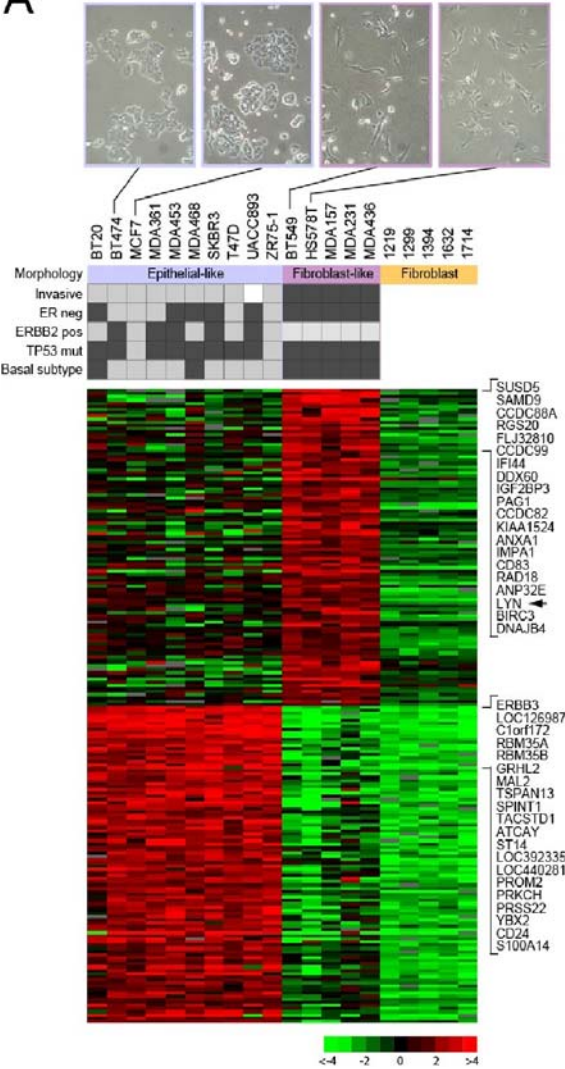 A
BT20
BT474
MCF7
MDA361
MDA453
MDA468
SKBR3
T47D
UACC893
ZR75-1
BT549
HS578T
MDA157
MDA231
MDA436
1219
1299
1394
1632
1714
Morphology Epithelial-like Fibroblast-like Fibroblast
Invasive
ER neg
ERBB2 pos
TP53 mut
Basal subtype
SUSD5
SAMD9
CCDC88A
RGS20
FLJ32810
CCDC99
IFI44
DDX60
IGF2BP3
PAG1
CCDC82
KIAA1524
ANXA1
IMPA1
CD83
RAD18
ANP32E
LYN
BIRC3
DNAJB4
ERBB3
LOC126987
C1orf172
RBM35A
RBM35B
GRHL2
MAL2
TSPAN13
SPINT1
TACSTD1
ATCAY
ST14
LOC392335
LOC440281
PROM2
PRKCH
PRSS22
YBX2
CD24
S100A14
<-4 -2 0 2 >4